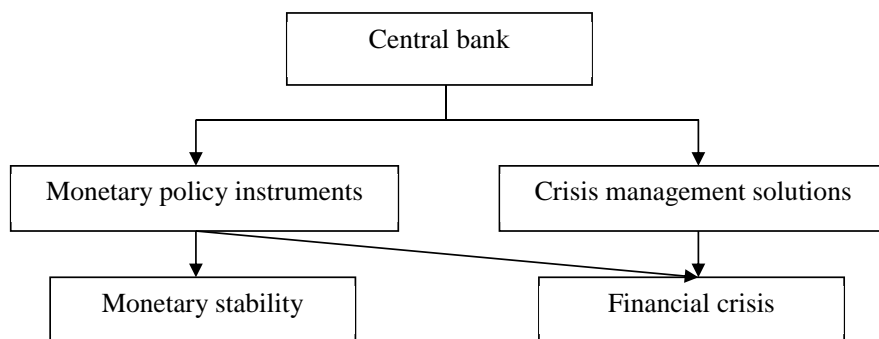 Central bank
Monetary policy instruments
Crisis management solutions
Monetary stability
Financial crisis